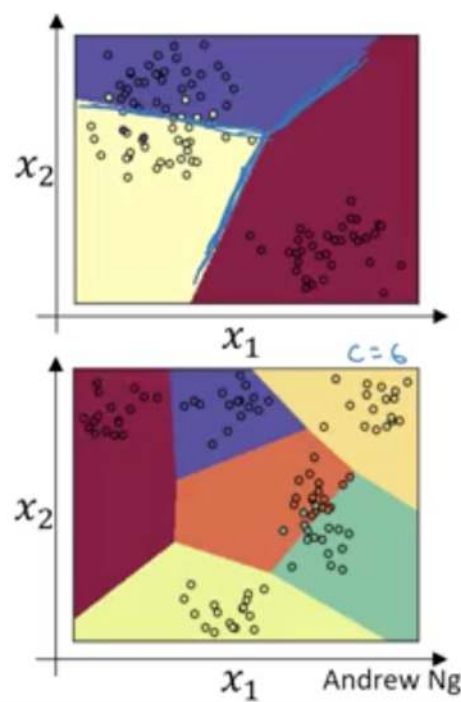 x₂
x₁
C = 6
x₂
x₁
Andrew Ng